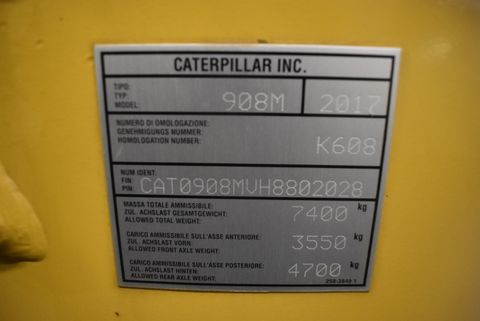 CATERPILLAR INC.
TIPO:
TYP:
MODEL:
908M 2017
NUMERO DI OMOLOGAZIONE:
GENEHMIGUNGS NUMMER:
HOMOLOGATION NUMBER:
K608
NUM IDENT:
FIN:
PIN:
CAT0908MVH8802028
MASSA TOTALE AMMISSIBILE:
ZUL. ACHSLAST GESAMTGEWICHT:
ALLOWED TOTAL WEIGHT:
7400 kg
CARICO AMMISSIBILE SULL'ASSE ANTERIORE:
ZUL. ACHSLAST VORN:
ALLOWED FRONT AXLE WEIGHT:
3550 kg
CARICO AMMISSIBILE SULL'ASSE POSTERIORE:
ZUL. ACHSLAST HINTEN:
ALLOWED REAR AXLE WEIGHT:
4700 kg